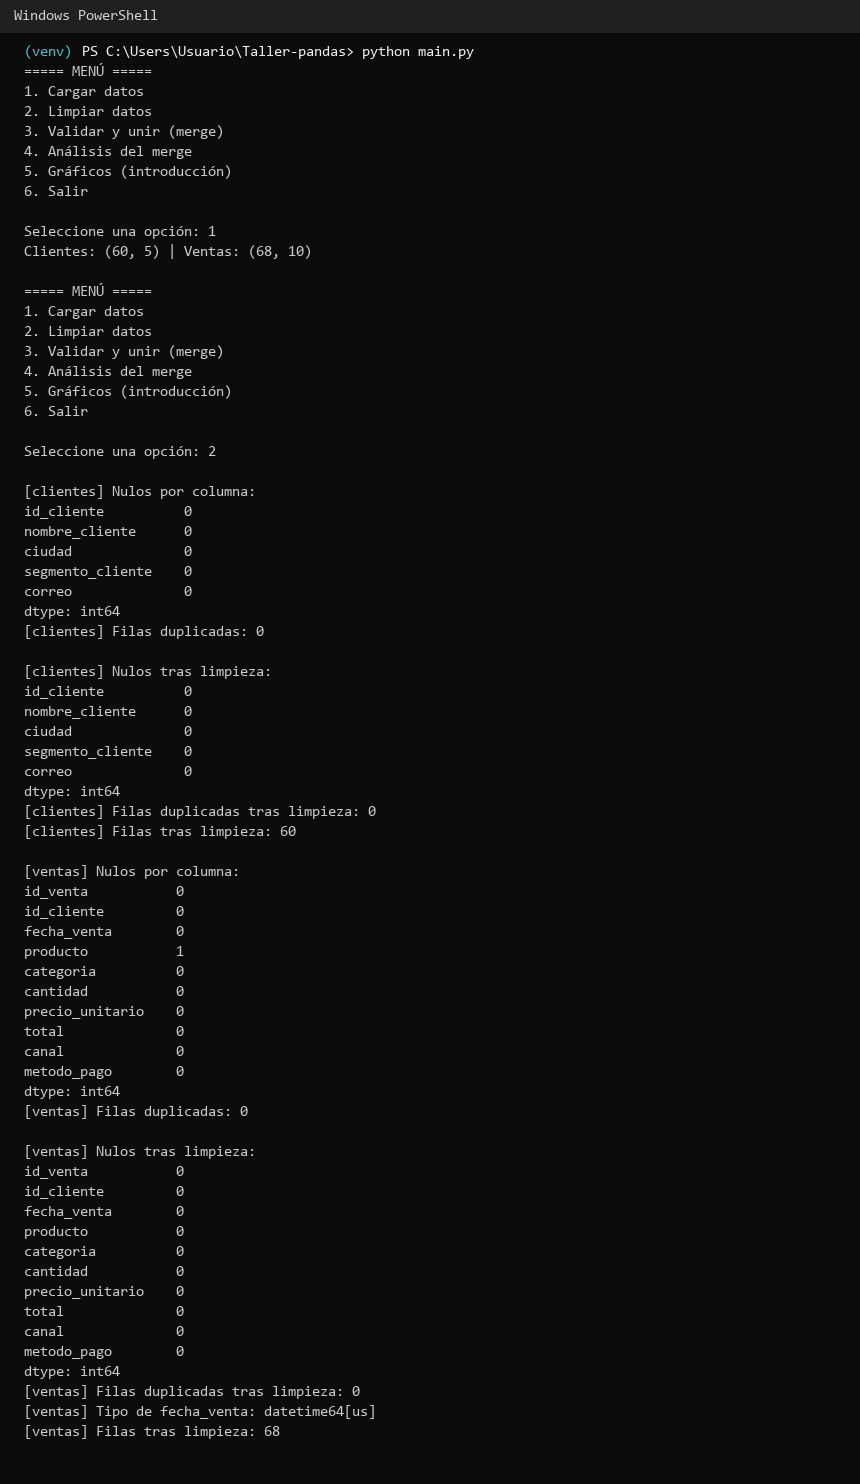 Windows PowerShell
(venv) PS C:\Users\Usuario\Taller-pandas> python main.py
===== MENÚ =====
1. Cargar datos
2. Limpiar datos
3. Validar y unir (merge)
4. Análisis del merge
5. Gráficos (introducción)
6. Salir
Seleccione una opción: 1
Clientes: (60, 5) | Ventas: (68, 10)
===== MENÚ =====
1. Cargar datos
2. Limpiar datos
3. Validar y unir (merge)
4. Análisis del merge
5. Gráficos (introducción)
6. Salir
Seleccione una opción: 2
[clientes] Nulos por columna:
id_cliente          0
nombre_cliente      0
ciudad              0
segmento_cliente    0
correo              0
dtype: int64
[clientes] Filas duplicadas: 0
[clientes] Nulos tras limpieza:
id_cliente          0
nombre_cliente      0
ciudad              0
segmento_cliente    0
correo              0
dtype: int64
[clientes] Filas duplicadas tras limpieza: 0
[clientes] Filas tras limpieza: 60
[ventas] Nulos por columna:
id_venta           0
id_cliente         0
fecha_venta        0
producto           1
categoria          0
cantidad           0
precio_unitario    0
total              0
canal              0
metodo_pago        0
dtype: int64
[ventas] Filas duplicadas: 0
[ventas] Nulos tras limpieza:
id_venta           0
id_cliente         0
fecha_venta        0
producto           0
categoria          0
cantidad           0
precio_unitario    0
total              0
canal              0
metodo_pago        0
dtype: int64
[ventas] Filas duplicadas tras limpieza: 0
[ventas] Tipo de fecha_venta: datetime64[us]
[ventas] Filas tras limpieza: 68